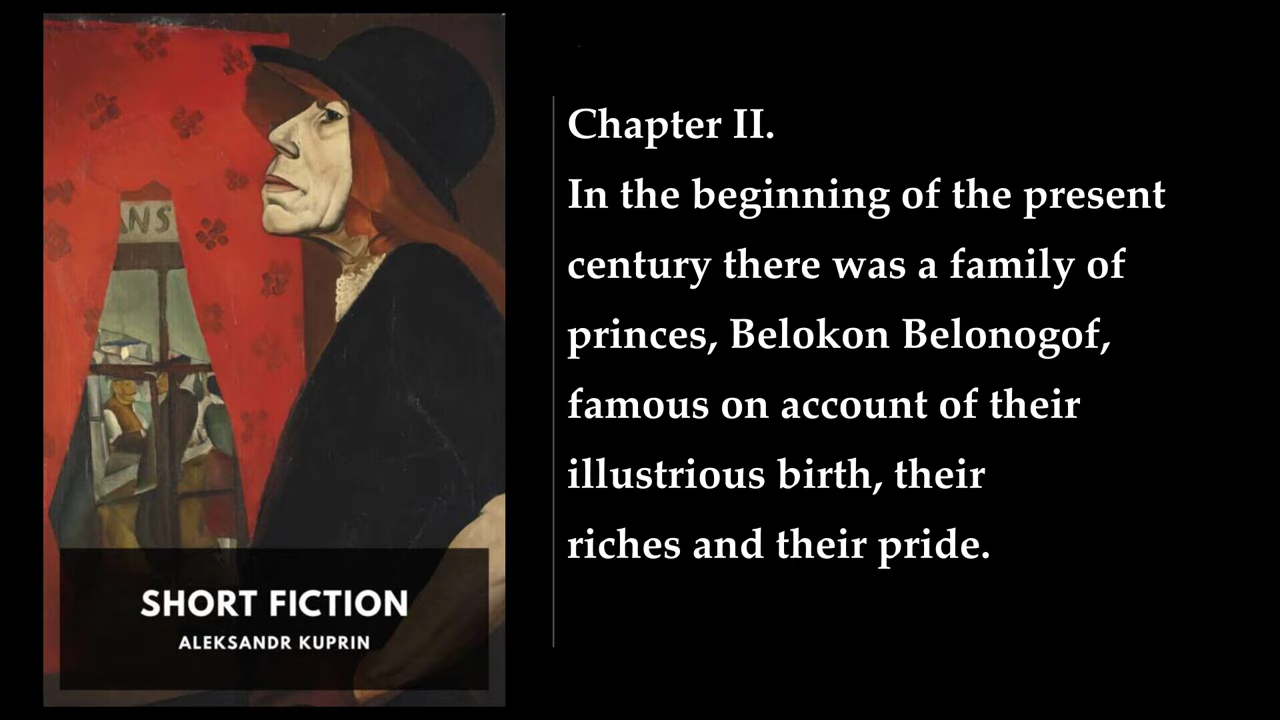 NS
SHORT FICTION
ALEKSANDR KUPRIN
Chapter II.
In the beginning of the present
century there was a family of
princes, Belokon Belonogof,
famous on account of their
illustrious birth, their
riches and their pride.